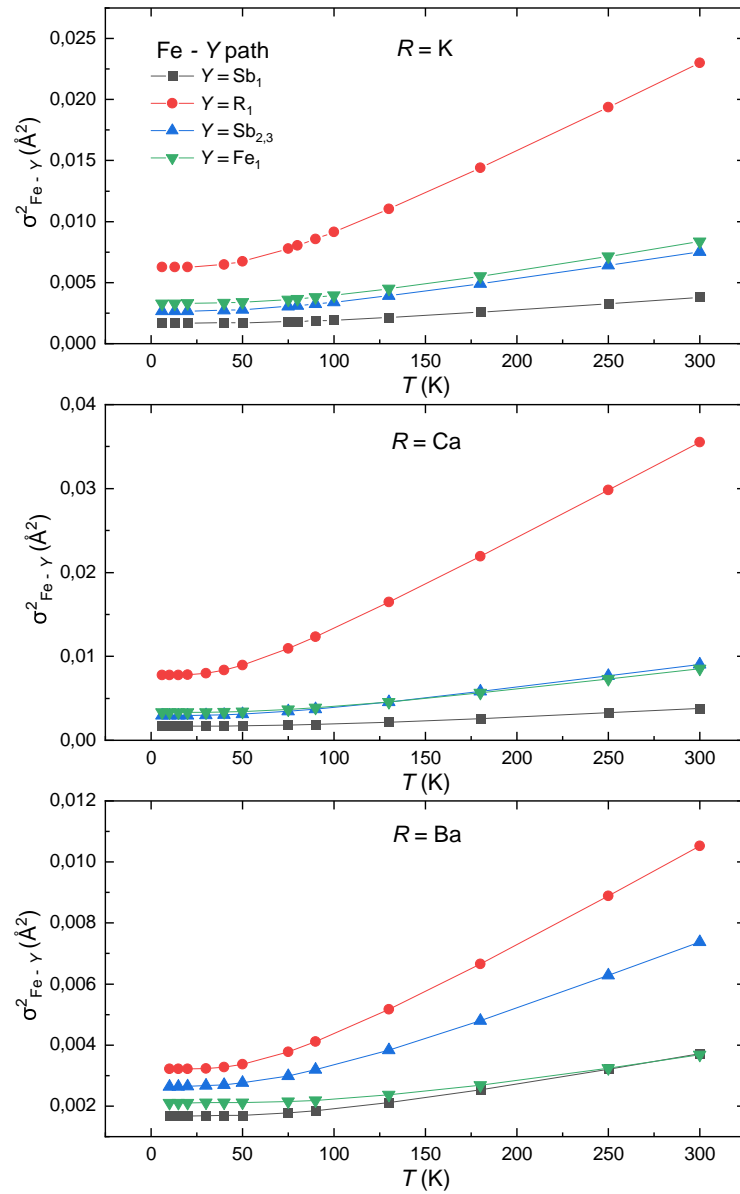 Fe - Y path
R = K
Y = Sb1
Y = R1
Y = Sb2,3
Y = Fe1
0,025
0,020
0,015
0,010
0,005
0,000
σ²Fe - Y (Å²)
0 50 100 150 200 250 300
T (K)
R = Ca
0,04
0,03
0,02
0,01
0,00
σ²Fe - Y (Å²)
0 50 100 150 200 250 300
T (K)
R = Ba
0,012
0,010
0,008
0,006
0,004
0,002
σ²Fe - Y (Å²)
0 50 100 150 200 250 300
T (K)